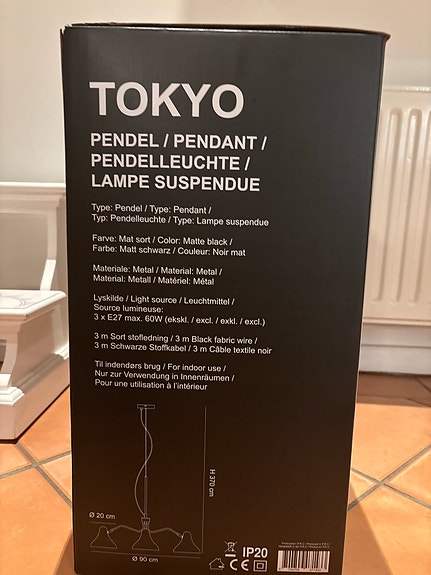 TOKYO
PENDEL / PENDANT /
PENDELLEUCHTE /
LAMPE SUSPENDUE
Type: Pendel / Type: Pendant /
Typ: Pendelleuchte / Type: Lampe suspendue
Farve: Mat sort / Color: Matte black /
Farbe: Matt schwarz / Couleur: Noir mat
Materiale: Metal / Material: Metal /
Material: Metall / Matériel: Métal
Lyskilde / Light source / Leuchtmittel /
Source lumineuse:
3 x E27 max. 60W (ekskl. / excl. / exkl. / excl.)
3 m Sort stofledning / 3 m Black fabric wire /
3 m Schwarze Stoffkabel / 3 m Câble textile noir
Til indendørs brug / For indoor use /
Nur zur Verwendung in Innenräumen /
Pour une utilisation à l'intérieur
H 370 cm
Ø 20 cm
Ø 90 cm
IP20
CE